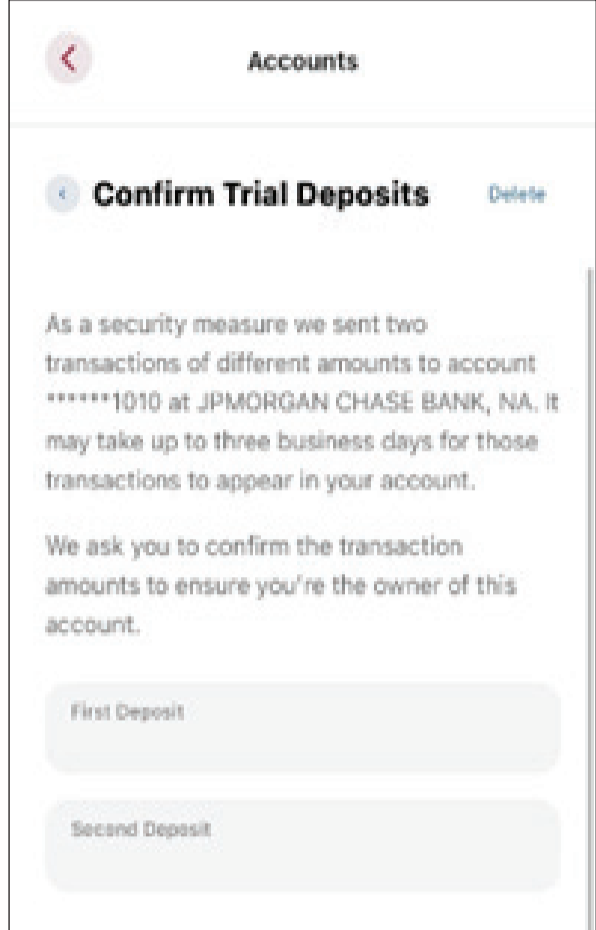 Accounts
Confirm Trial Deposits Delete
As a security measure we sent two
transactions of different amounts to account
******1010 at JPMORGAN CHASE BANK, NA. It
may take up to three business days for those
transactions to appear in your account.
We ask you to confirm the transaction
amounts to ensure you're the owner of this
account.
First Deposit
Second Deposit